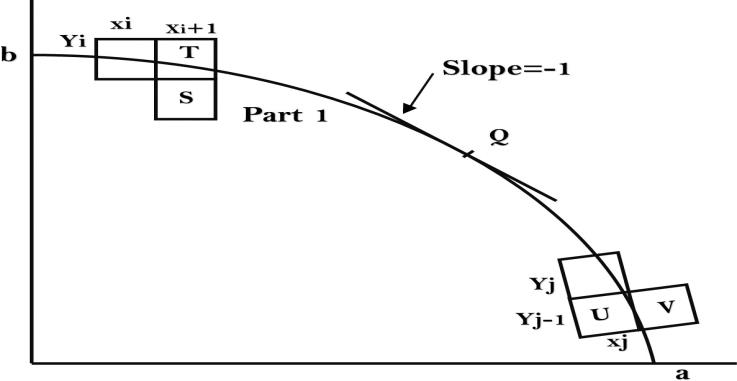 xi
xi+1
Yi
T
b
Slope=-1
S
Part 1
Q
Yj
Yj-1
U
V
xj
a